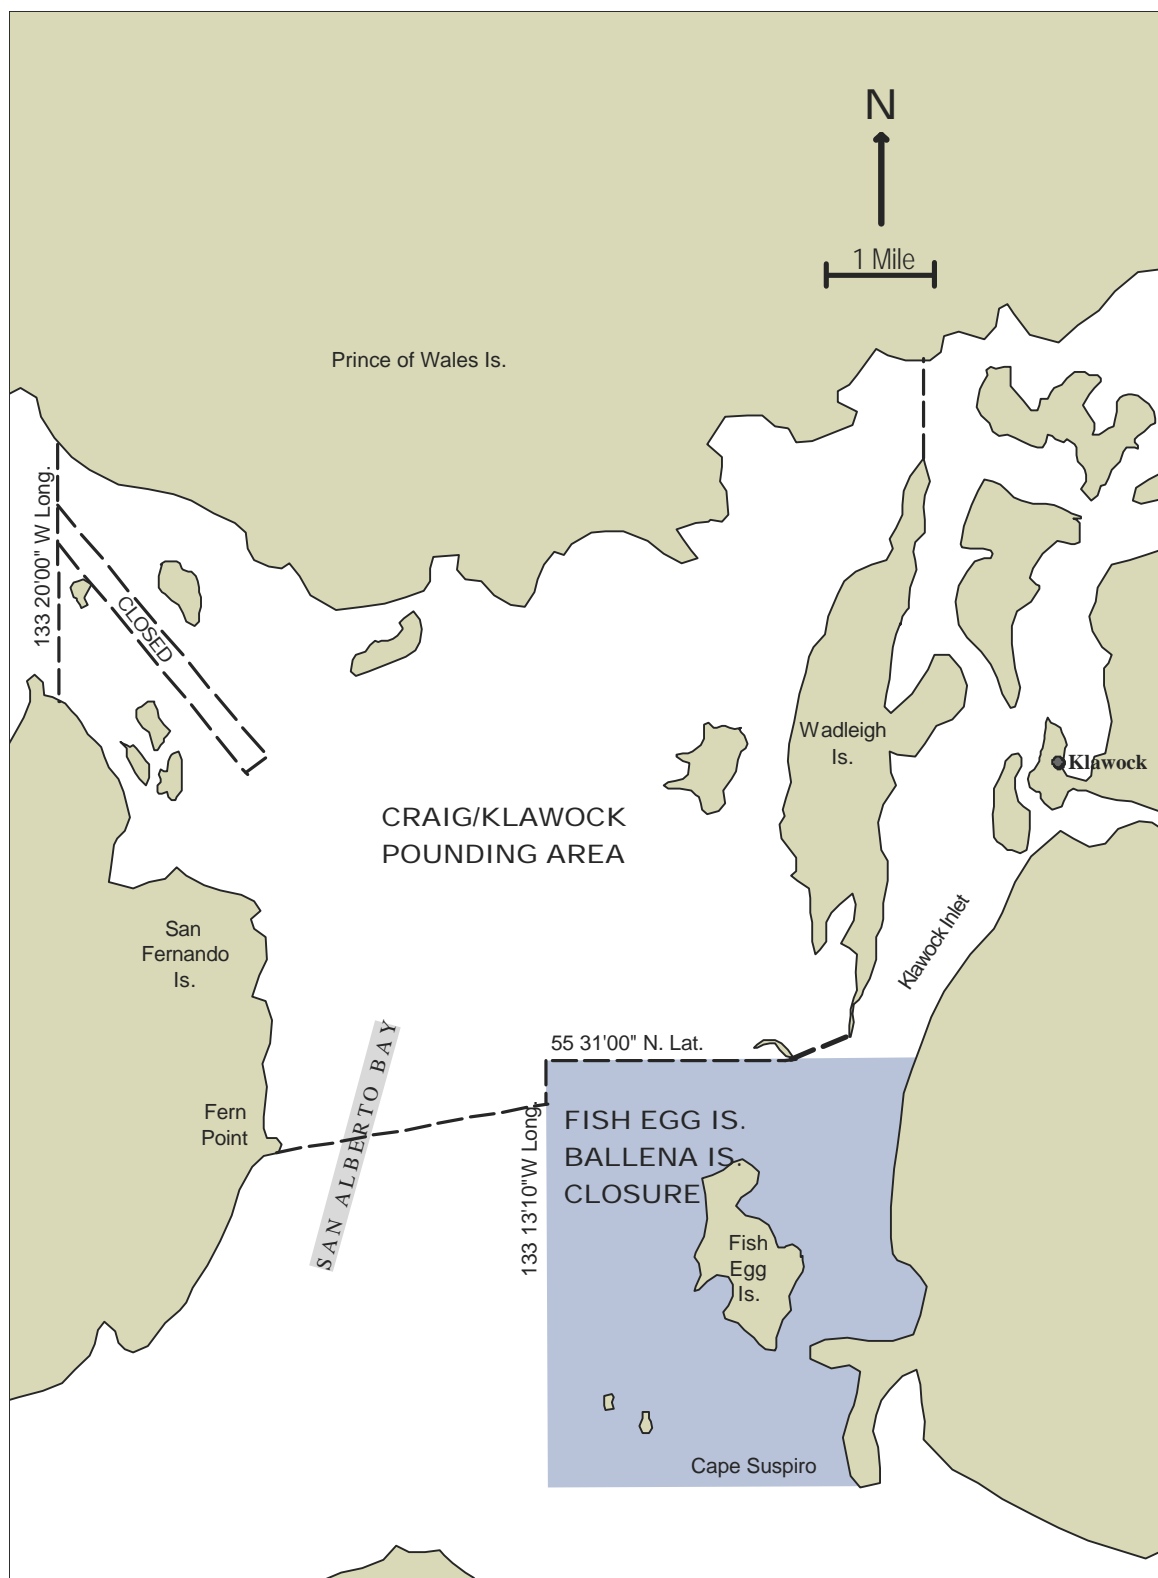 N
1 Mile
Prince of Wales Is.
133 20'00" W Long.
CLOSED
Wadleigh
Is.
Klawock
CRAIG/KLAWOCK
POUNDING AREA
San
Fernando
Is.
Klawock Inlet
SAN ALBERTO BAY
55 31'00" N. Lat.
Fern
Point
133 13'10"W Long.
FISH EGG IS.
BALLENA IS.
CLOSURE
Fish
Egg
Is.
Cape Suspiro